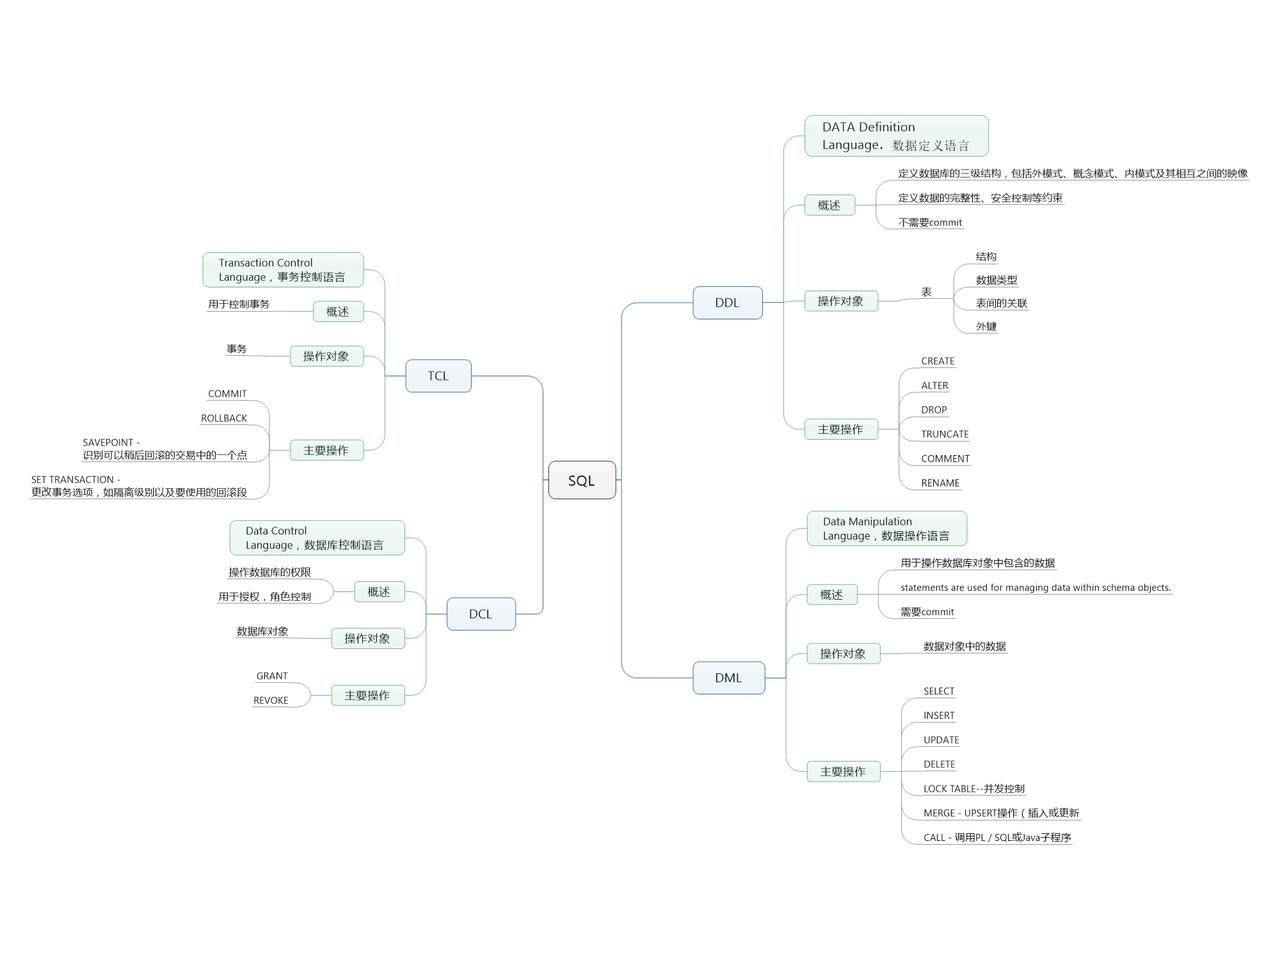 SQL
DDL
DATA Definition
Language，数据定义语言
概述
定义数据库的三级结构，包括外模式、概念模式、内模式及其相互之间的映像
定义数据的完整性、安全控制等约束
不需要commit
操作对象
表
结构
数据类型
表间的关联
外键
主要操作
CREATE
ALTER
DROP
TRUNCATE
COMMENT
RENAME
DML
Data Manipulation
Language，数据操作语言
概述
用于操作数据库对象中包含的数据
statements are used for managing data within schema objects.
需要commit
操作对象
数据对象中的数据
主要操作
SELECT
INSERT
UPDATE
DELETE
LOCK TABLE--并发控制
MERGE - UPSERT操作（插入或更新
CALL - 调用PL / SQL或Java子程序
TCL
Transaction Control
Language，事务控制语言
概述
用于控制事务
操作对象
事务
主要操作
COMMIT
ROLLBACK
SAVEPOINT -
识别可以稍后回滚的交易中的一个点
SET TRANSACTION -
更改事务选项，如隔离级别以及要使用的回滚段
DCL
Data Control
Language，数据库控制语言
概述
操作数据库的权限
用于授权，角色控制
操作对象
数据库对象
主要操作
GRANT
REVOKE